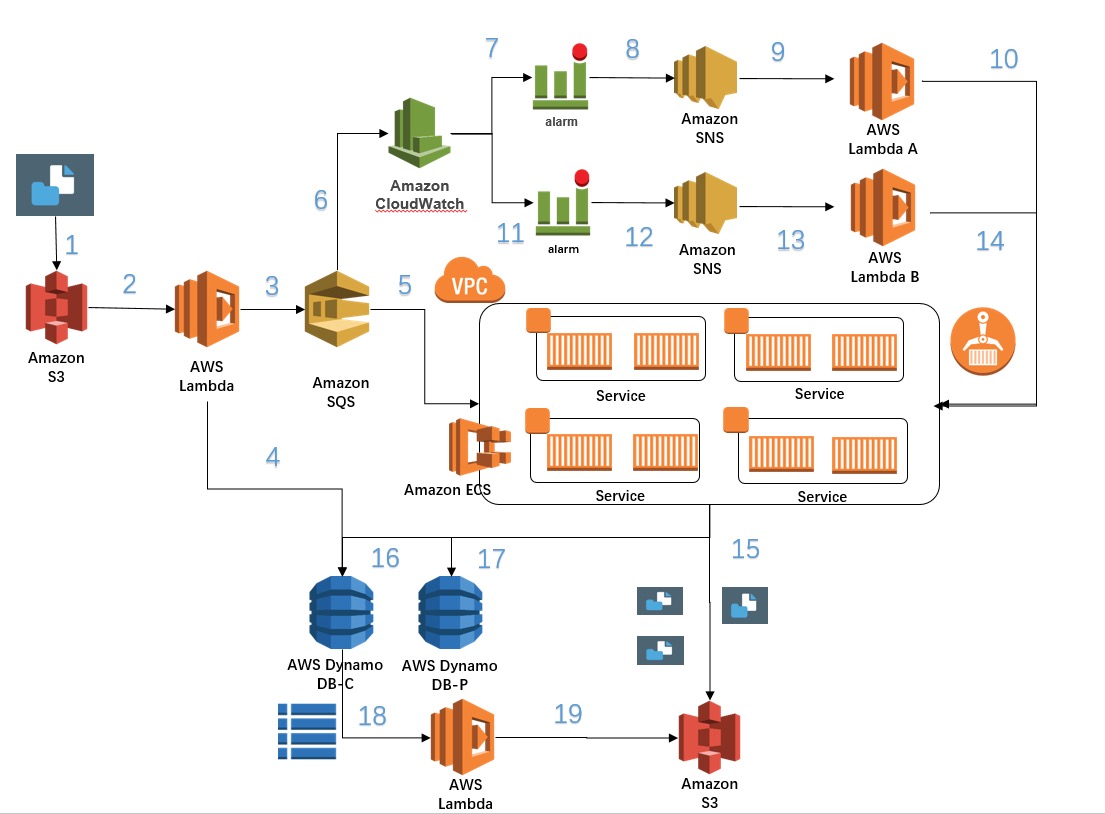 7
8
9
10
alarm
Amazon
SNS
AWS
Lambda A
Amazon
CloudWatch
6
11
alarm
12
Amazon
SNS
13
AWS
Lambda B
14
1
2
3
5
VPC
Amazon
S3
AWS
Lambda
Amazon
SQS
Service
Service
4
Amazon ECS
Service
Service
16
17
15
AWS Dynamo
DB-C
AWS Dynamo
DB-P
18
19
AWS
Lambda
Amazon
S3